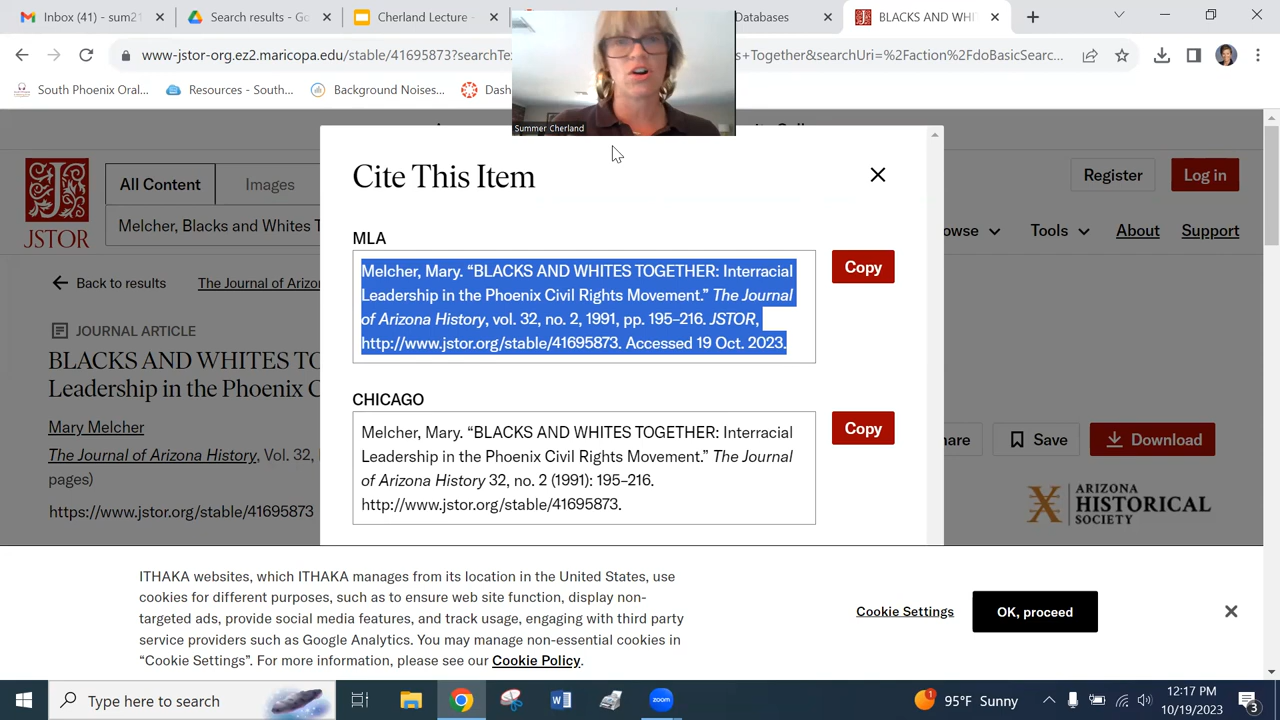 Inbox (41) - sum21
Search results - Go
Cherland Lecture -
Databases
BLACKS AND WHI
www-jstor-org.ez2.maricopa.edu/stable/41695873?searchTe
s+Together&searchUri=%2Faction%2FdoBasicSearc...
South Phoenix Oral...
Resources - South...
Background Noises...
Dash
Summer Cherland
JSTOR
All Content
Images
Register
Log in
Melcher, Blacks and Whites T
owse
Tools
About
Support
Back to results
The Journal of Arizo
JOURNAL ARTICLE
BLACKS AND WHITES TO
Leadership in the Phoenix C
Mary Melcher
The Journal of Arizona History, Vol. 32,
pages)
https://www.jstor.org/stable/41695873
hare
Save
Download
ARIZONA
HISTORICAL
SOCIETY
Cite This Item
MLA
Melcher, Mary. “BLACKS AND WHITES TOGETHER: Interracial
Leadership in the Phoenix Civil Rights Movement.” The Journal
of Arizona History, vol. 32, no. 2, 1991, pp. 195–216. JSTOR,
http://www.jstor.org/stable/41695873. Accessed 19 Oct. 2023.
Copy
CHICAGO
Melcher, Mary. “BLACKS AND WHITES TOGETHER: Interracial
Leadership in the Phoenix Civil Rights Movement.” The Journal
of Arizona History 32, no. 2 (1991): 195–216.
http://www.jstor.org/stable/41695873.
Copy
ITHAKA websites, which ITHAKA manages from its location in the United States, use
cookies for different purposes, such as to ensure web site function, display non-
targeted ads, provide social media features, and track usage, engaging with third party
service providers such as Google Analytics. You may manage non-essential cookies in
“Cookie Settings”. For more information, please see our Cookie Policy.
Cookie Settings
OK, proceed
Type here to search
zoom
1
95°F Sunny
12:17 PM
10/19/2023
3